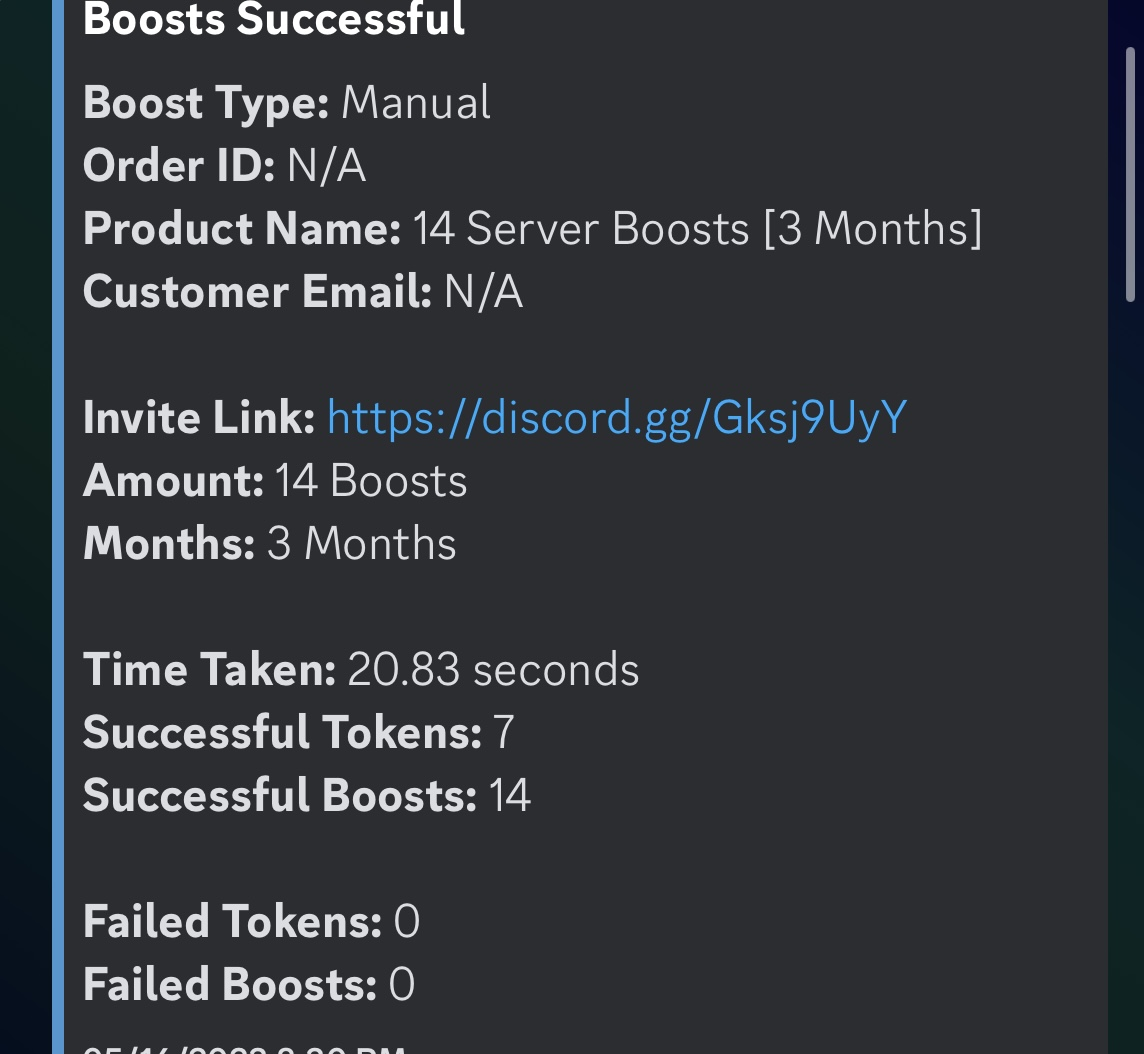 Boosts Successful
Boost Type: Manual
Order ID: N/A
Product Name: 14 Server Boosts [3 Months]
Customer Email: N/A
Invite Link: https://discord.gg/Gksj9UyY
Amount: 14 Boosts
Months: 3 Months
Time Taken: 20.83 seconds
Successful Tokens: 7
Successful Boosts: 14
Failed Tokens: 0
Failed Boosts: 0